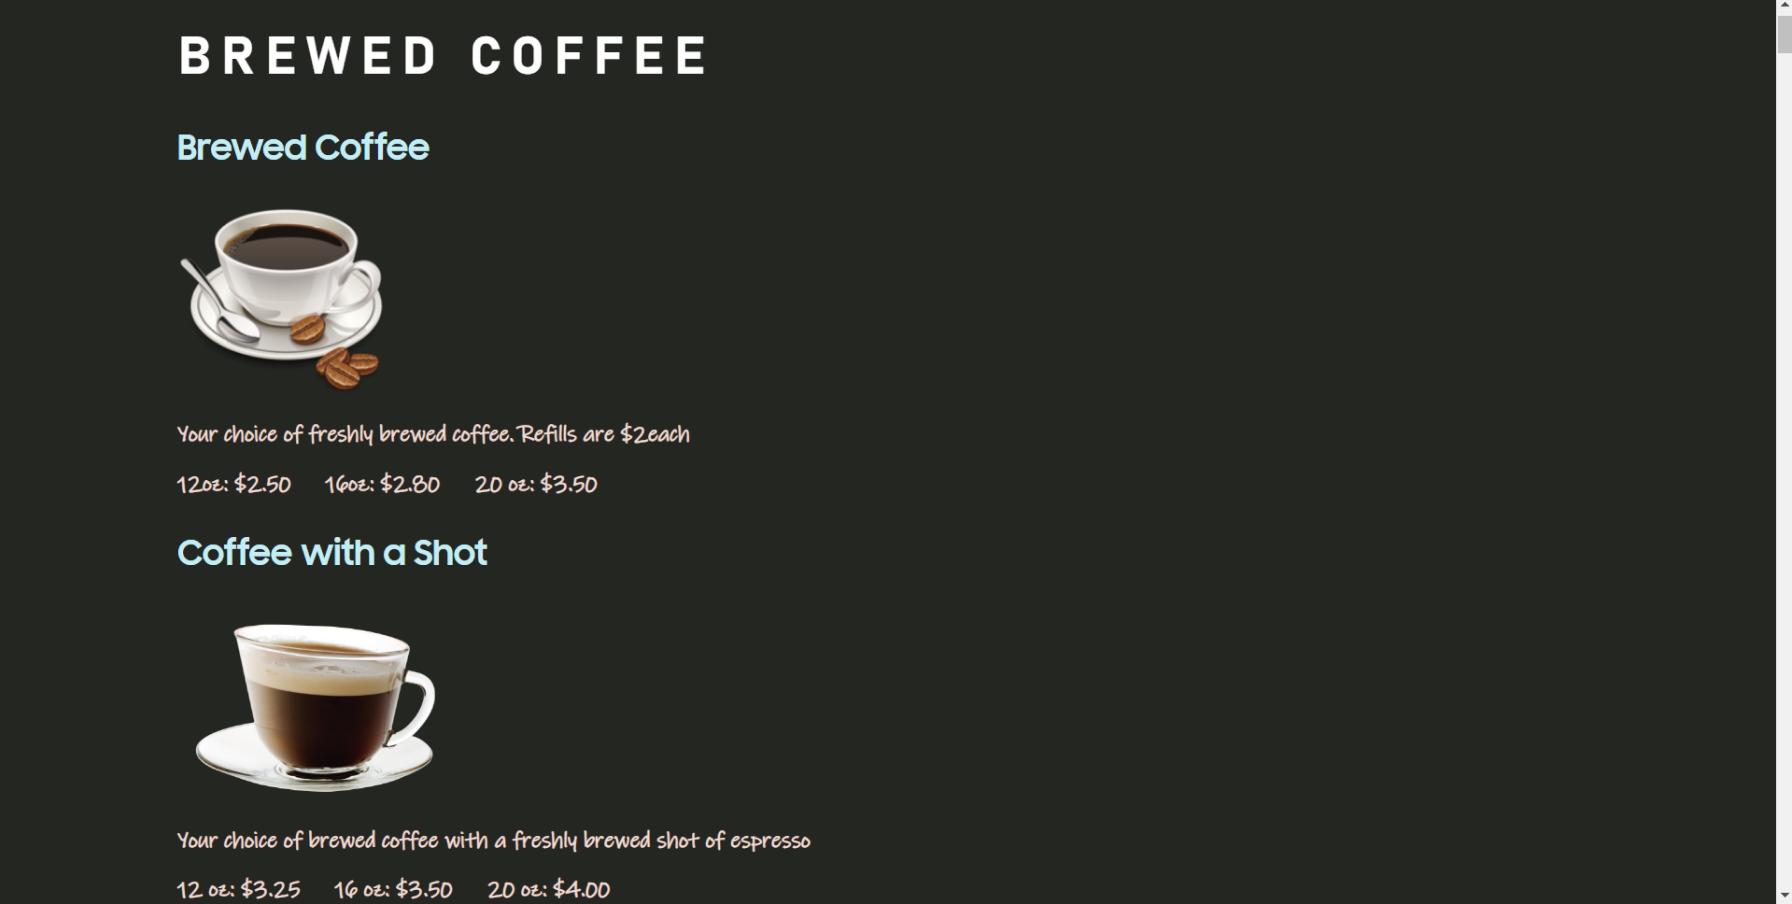 BREWED COFFEE
Brewed Coffee
Your choice of freshly brewed coffee. Refills are $2each
12oz: $2.50 16oz: $2.80 20 oz: $3.50
Coffee with a Shot
Your choice of brewed coffee with a freshly brewed shot of espresso
12 oz: $3.25 16 oz: $3.50 20 oz: $4.00